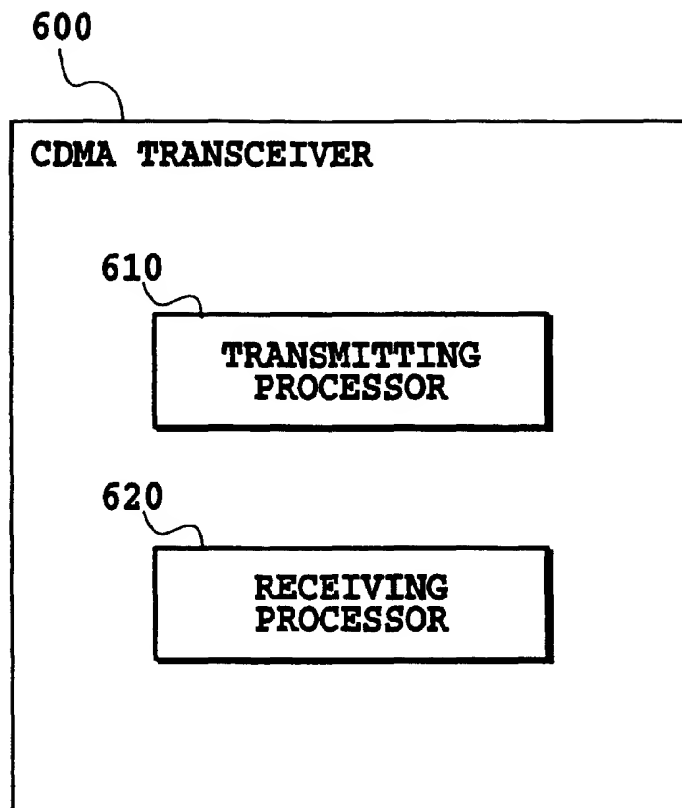 600
CDMA TRANSCEIVER
610
TRANSMITTING
PROCESSOR
620
RECEIVING
PROCESSOR